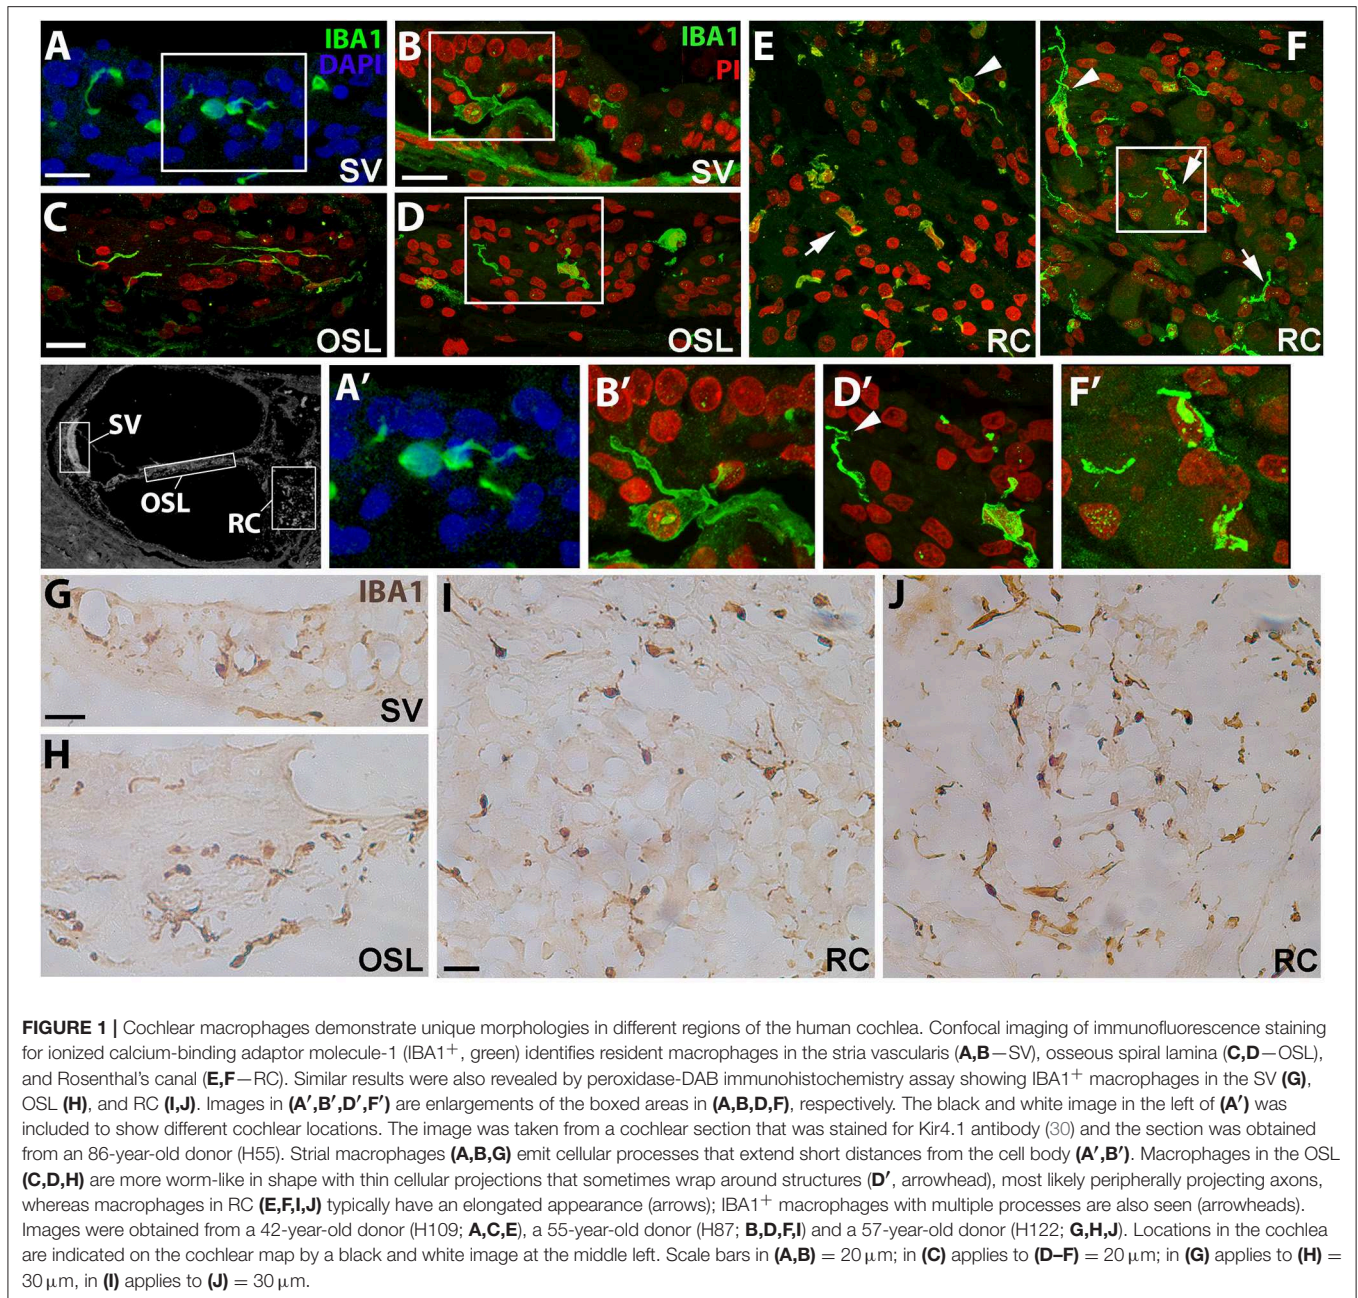 A
IBA1
DAPI
SV
B
IBA1
PI
SV
E
RC
F
RC
C
OSL
D
OSL
SV
OSL
RC
A′
B′
D′
F′
G
IBA1
SV
I
RC
J
RC
H
OSL
FIGURE 1 | Cochlear macrophages demonstrate unique morphologies in different regions of the human cochlea. Confocal imaging of immunofluorescence staining
for ionized calcium-binding adaptor molecule-1 (IBA1+, green) identifies resident macrophages in the stria vascularis (A,B—SV), osseous spiral lamina (C,D—OSL),
and Rosenthal's canal (E,F—RC). Similar results were also revealed by peroxidase-DAB immunohistochemistry assay showing IBA1+ macrophages in the SV (G),
OSL (H), and RC (I,J). Images in (A′,B′,D′,F′) are enlargements of the boxed areas in (A,B,D,F), respectively. The black and white image in the left of (A′) was
included to show different cochlear locations. The image was taken from a cochlear section that was stained for Kir4.1 antibody (30) and the section was obtained
from an 86-year-old donor (H55). Strial macrophages (A,B,G) emit cellular processes that extend short distances from the cell body (A′,B′). Macrophages in the OSL
(C,D,H) are more worm-like in shape with thin cellular projections that sometimes wrap around structures (D′, arrowhead), most likely peripherally projecting axons,
whereas macrophages in RC (E,F,I,J) typically have an elongated appearance (arrows); IBA1+ macrophages with multiple processes are also seen (arrowheads).
Images were obtained from a 42-year-old donor (H109; A,C,E), a 55-year-old donor (H87; B,D,F,I) and a 57-year-old donor (H122; G,H,J). Locations in the cochlea
are indicated on the cochlear map by a black and white image at the middle left. Scale bars in (A,B) = 20 μm; in (C) applies to (D–F) = 20 μm; in (G) applies to (H) =
30 μm, in (I) applies to (J) = 30 μm.